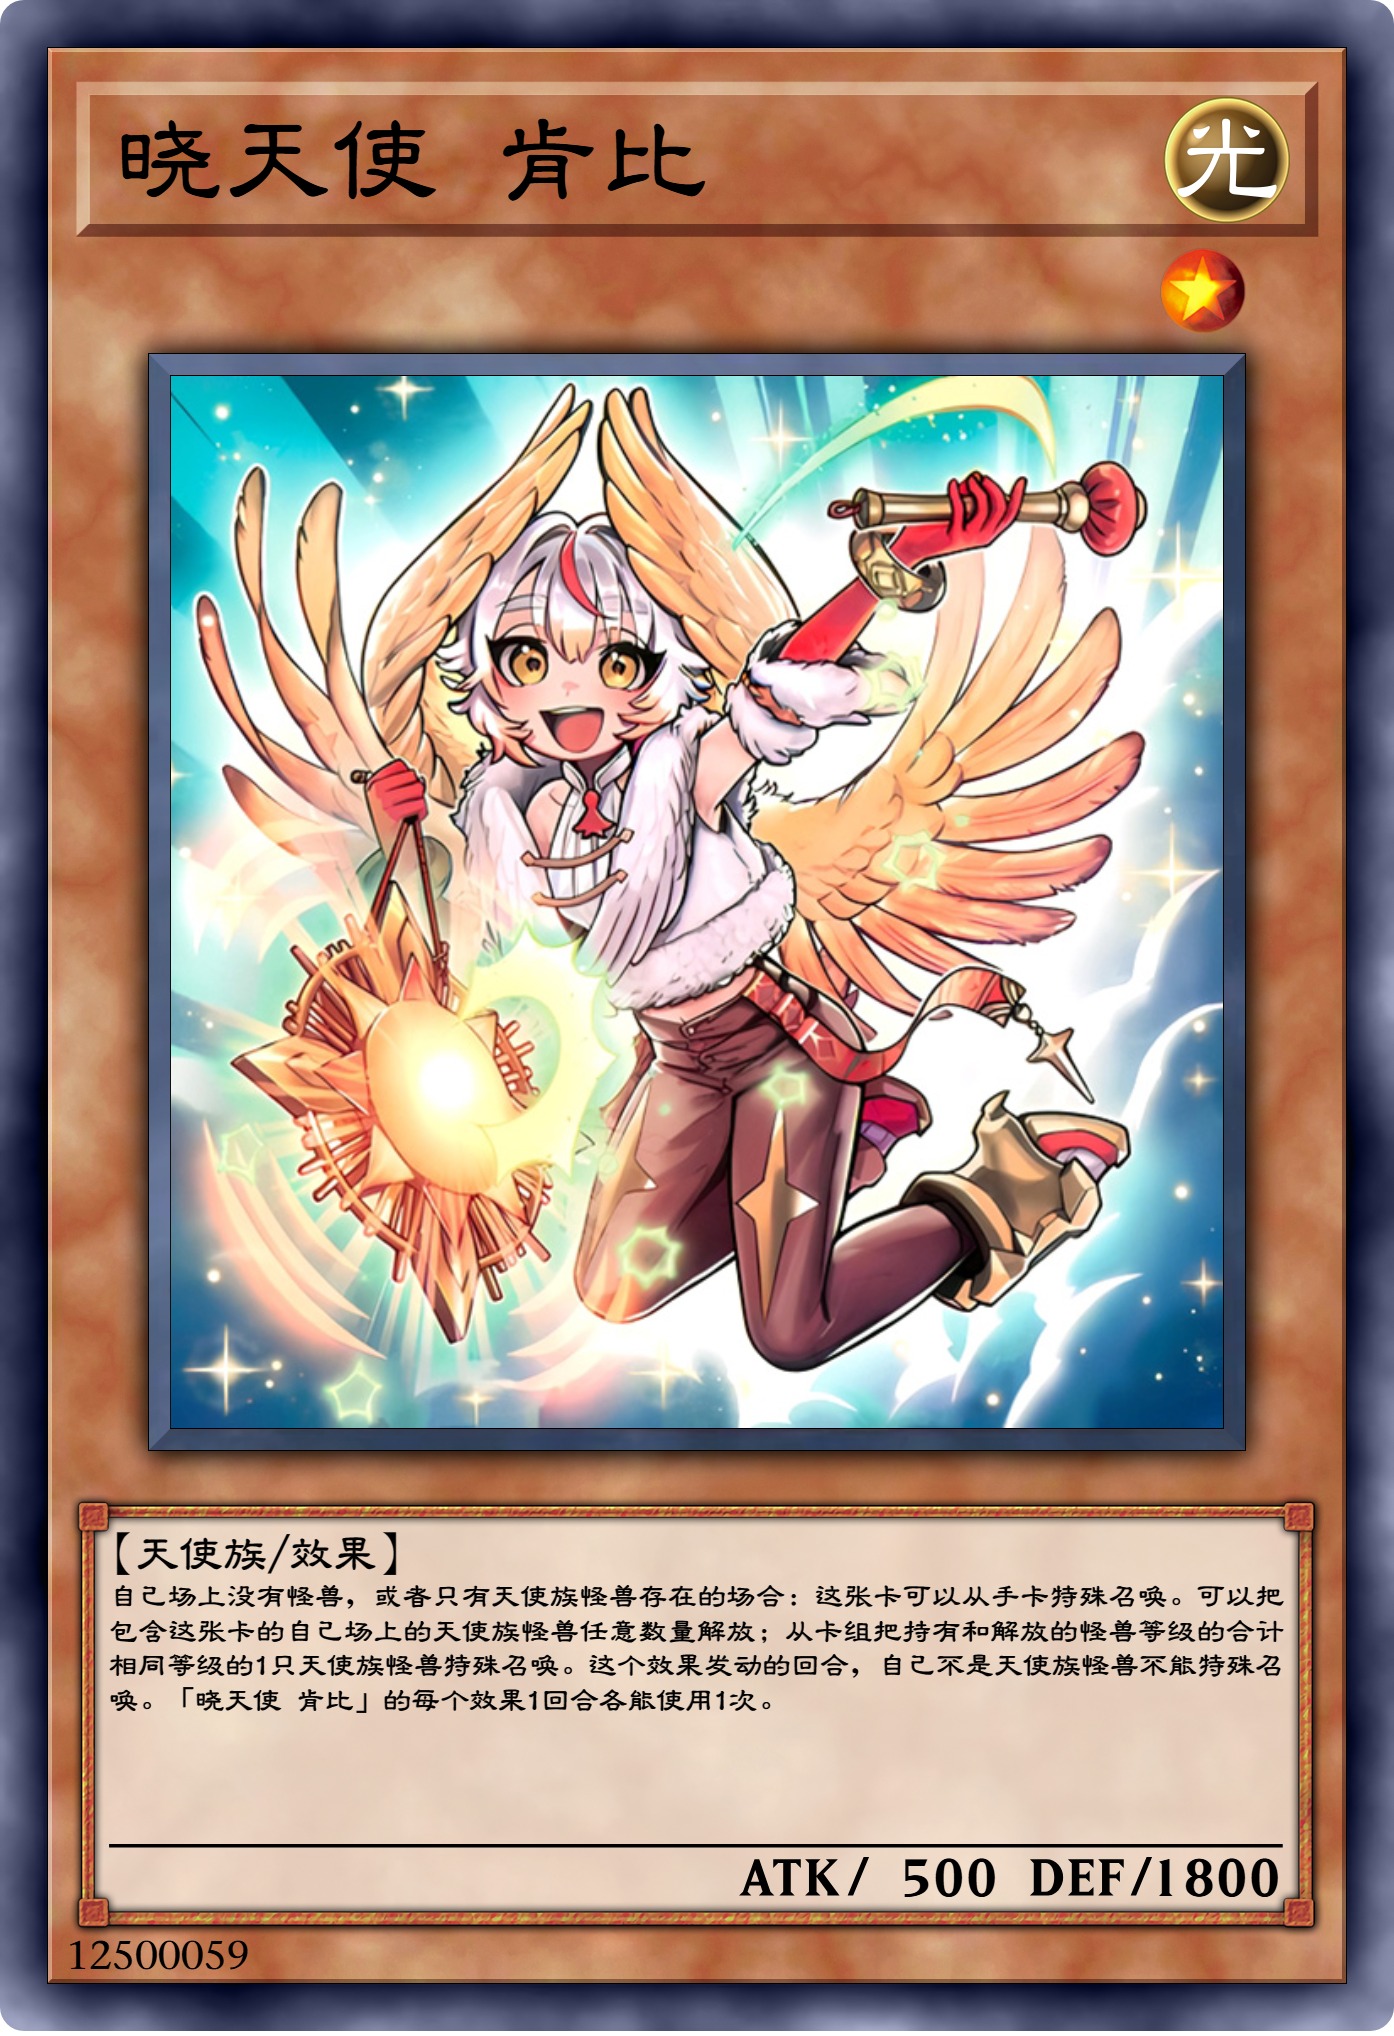 晓天使 肯比
光
【天使族/效果】
自己场上没有怪兽，或者只有天使族怪兽存在的场合：这张卡可以从手卡特殊召唤。可以把
包含这张卡的自己场上的天使族怪兽任意数量解放；从卡组把持有和解放的怪兽等级的合计
相同等级的1只天使族怪兽特殊召唤。这个效果发动的回合，自己不是天使族怪兽不能特殊召
唤。「晓天使 肯比」的每个效果1回合各能使用1次。
ATK/ 500 DEF/1800
12500059